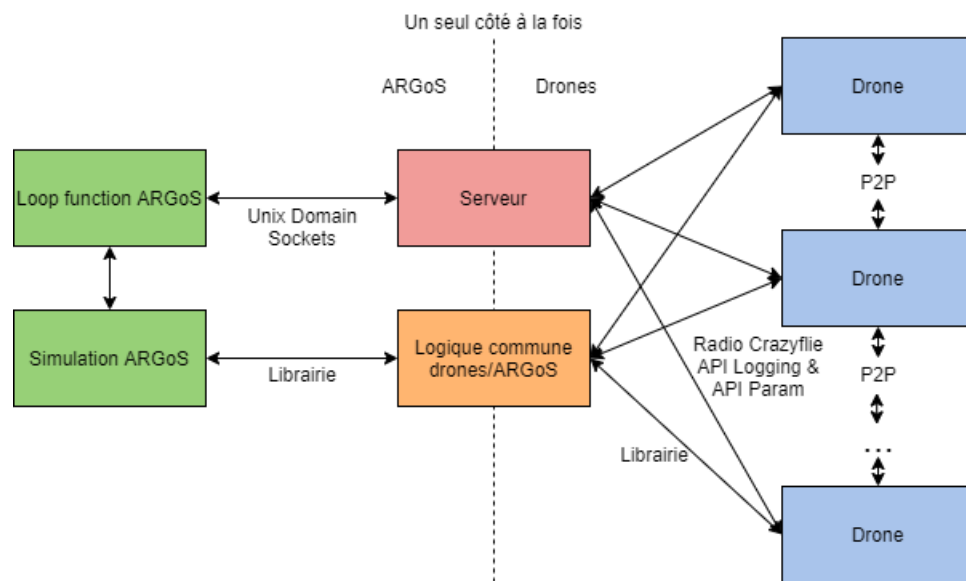 Un seul côté à la fois
ARGoS
Drones
Drone
Loop function ARGoS
Unix Domain
Sockets
Serveur
P2P
Drone
Simulation ARGoS
Librairie
Logique commune
drones/ARGoS
Radio Crazyflie
API Logging &
API Param
P2P
Librairie
...
Drone